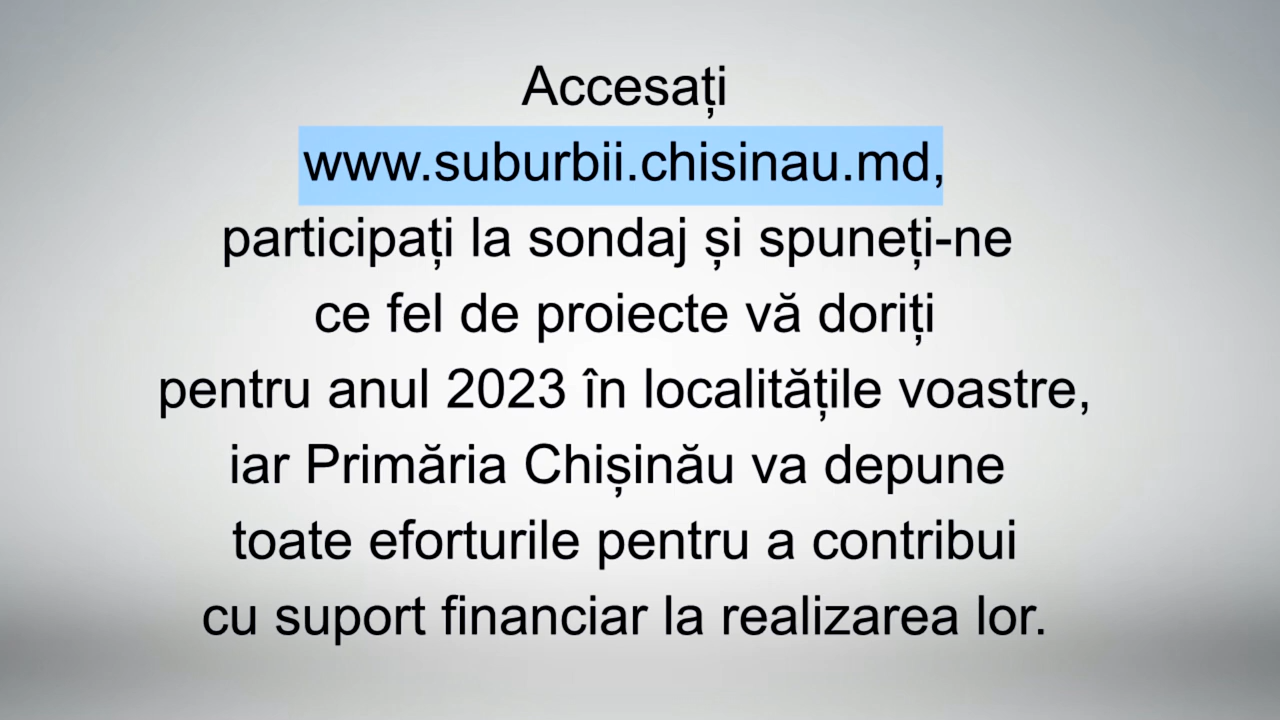 Accesați
www.suburbii.chisinau.md,
participați la sondaj și spuneți-ne
ce fel de proiecte vă doriți
pentru anul 2023 în localitățile voastre,
iar Primăria Chișinău va depune
toate eforturile pentru a contribui
cu suport financiar la realizarea lor.